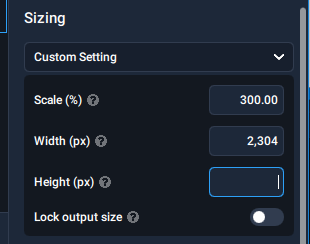 Sizing
Custom Setting
Scale (%) ? 300.00
Width (px) ? 2,304
Height (px) ?
Lock output size ?